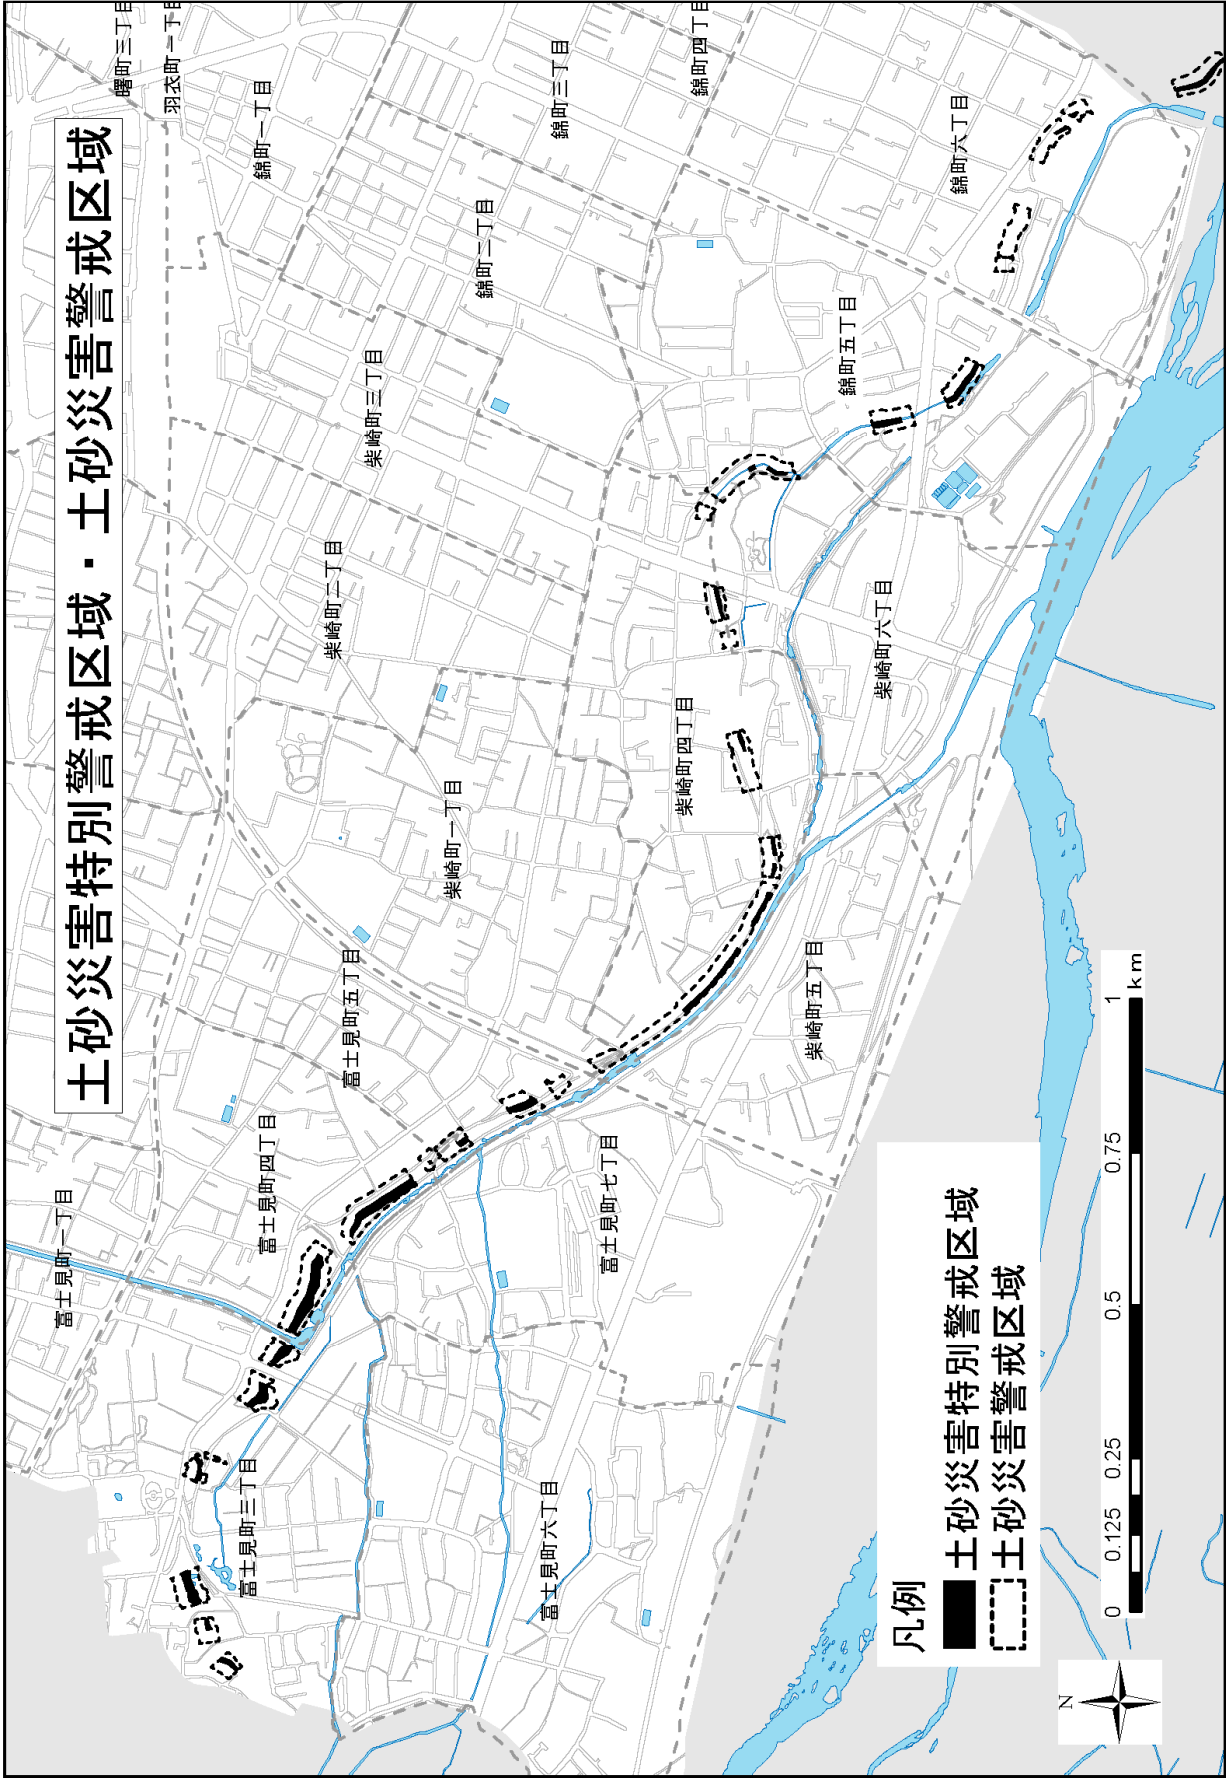 土砂災害特別警戒区域・土砂災害警戒区域
曙町三丁目
羽衣町一丁目
錦町一丁目
錦町三丁目
錦町四丁目
錦町六丁目
錦町二丁目
錦町五丁目
柴崎町三丁目
柴崎町二丁目
柴崎町六丁目
柴崎町四丁目
柴崎町一丁目
柴崎町五丁目
富士見町五丁目
富士見町四丁目
富士見町一丁目
富士見町七丁目
富士見町三丁目
富士見町六丁目
凡例
土砂災害特別警戒区域
土砂災害警戒区域
0 0.125 0.25 0.5 0.75 1
km
N